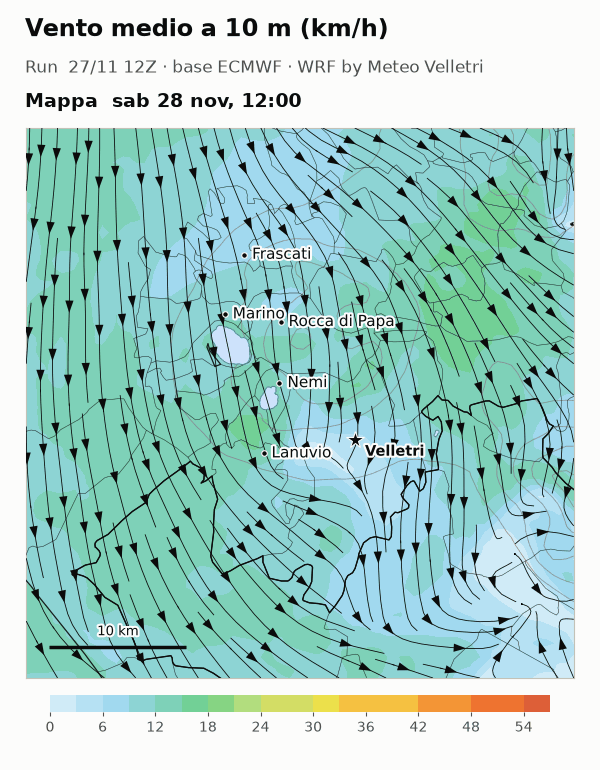 Vento medio a 10 m (km/h)
Run 27/11 12Z · base ECMWF · WRF by Meteo Velletri
Mappa sab 28 nov, 12:00
Frascati
Marino
Rocca di Papa
Nemi
Velletri
Lanuvio
10 km
0 6 12 18 24 30 36 42 48 54